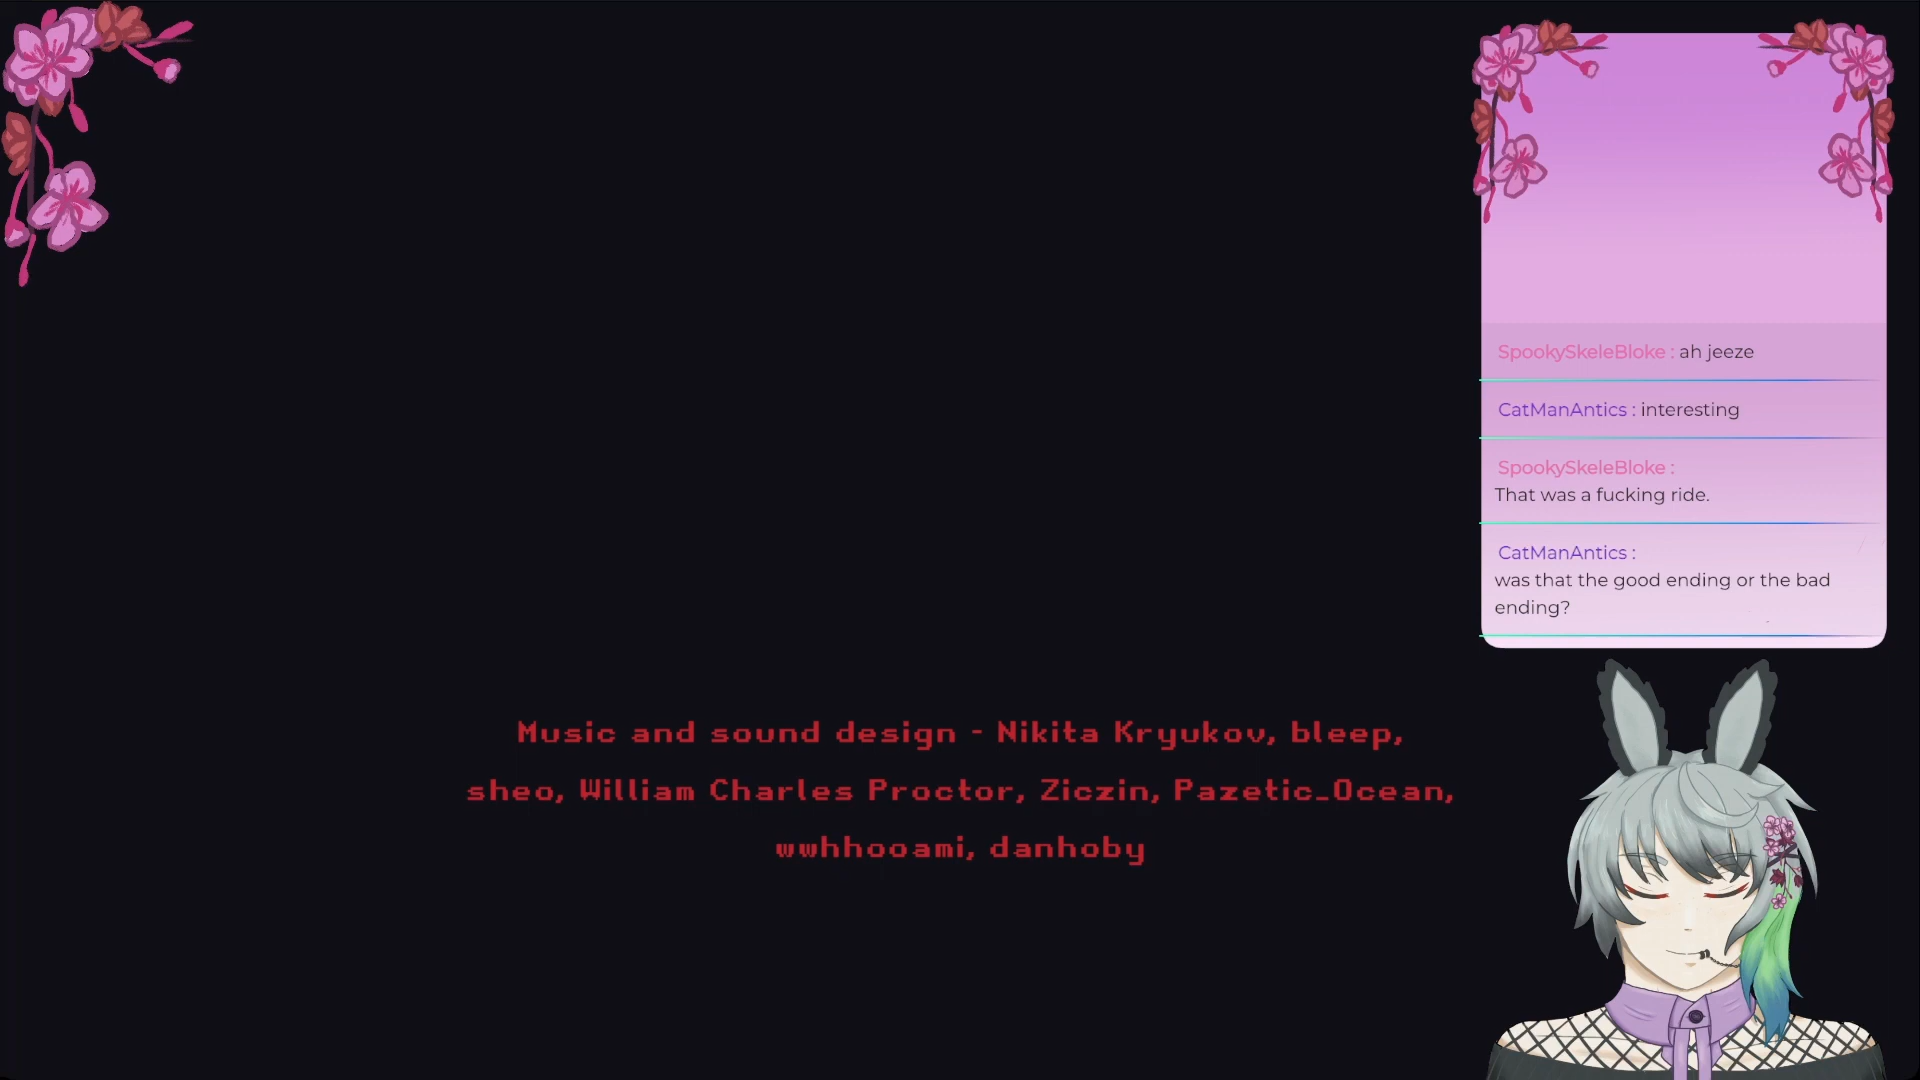 SpookySkeleBloke : ah jeeze
CatManAntics : interesting
SpookySkeleBloke :
That was a fucking ride.
CatManAntics :
was that the good ending or the bad
ending?
Music and sound design - Nikita Kryukov, bleep,
sheo, William Charles Proctor, Ziczin, Pazetic_Ocean,
wwhhooami, danhoby